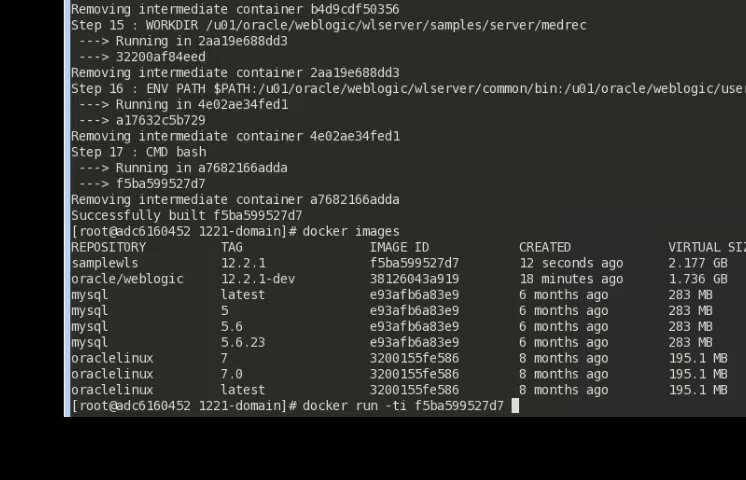 Removing intermediate container b4d9cdf50356
Step 15 : WORKDIR /u01/oracle/weblogic/wlserver/samples/server/medrec
 ---> Running in 2aa19e688dd3
 ---> 32200af84eed
Removing intermediate container 2aa19e688dd3
Step 16 : ENV PATH $PATH:/u01/oracle/weblogic/wlserver/common/bin:/u01/oracle/weblogic/use
 ---> Running in 4e02ae34fed1
 ---> a17632c5b729
Removing intermediate container 4e02ae34fed1
Step 17 : CMD bash
 ---> Running in a7682166adda
 ---> f5ba599527d7
Removing intermediate container a7682166adda
Successfully built f5ba599527d7
[root@adc6160452 1221-domain]# docker images
REPOSITORY TAG IMAGE ID CREATED VIRTUAL SIZ
samplewls 12.2.1 f5ba599527d7 12 seconds ago 2.177 GB
oracle/weblogic 12.2.1-dev 38126043a919 18 minutes ago 1.736 GB
mysql latest e93afb6a83e9 6 months ago 283 MB
mysql 5 e93afb6a83e9 6 months ago 283 MB
mysql 5.6 e93afb6a83e9 6 months ago 283 MB
mysql 5.6.23 e93afb6a83e9 6 months ago 283 MB
oraclelinux 7 3200155fe586 8 months ago 195.1 MB
oraclelinux 7.0 3200155fe586 8 months ago 195.1 MB
oraclelinux latest 3200155fe586 8 months ago 195.1 MB
[root@adc6160452 1221-domain]# docker run -ti f5ba599527d7